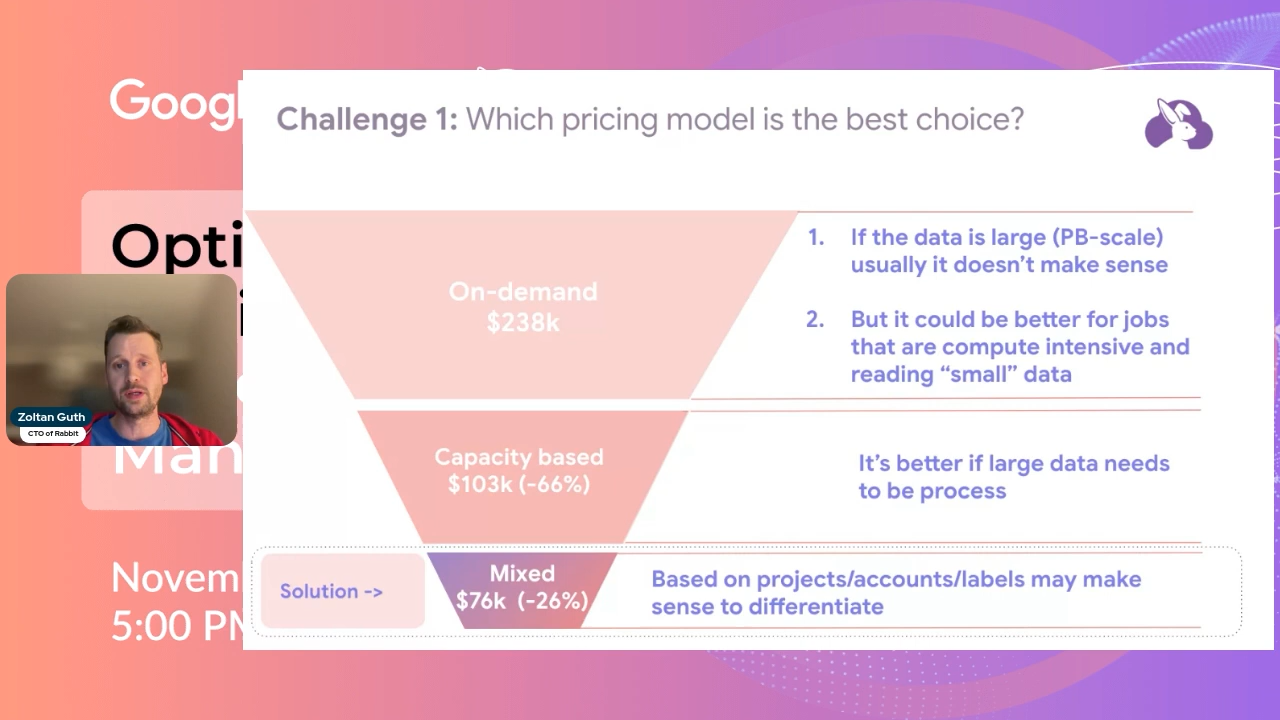 Googl
Challenge 1: Which pricing model is the best choice?
Opti
Man
Novem
5:00 PM
Zoltan Guth
CTO of Rabbit
On-demand
$238k
1. If the data is large (PB-scale)
usually it doesn't make sense
2. But it could be better for jobs
that are compute intensive and
reading “small” data
Capacity based
$103k (-66%)
It's better if large data needs
to be process
Solution ->
Mixed
$76k (-26%)
Based on projects/accounts/labels may make
sense to differentiate